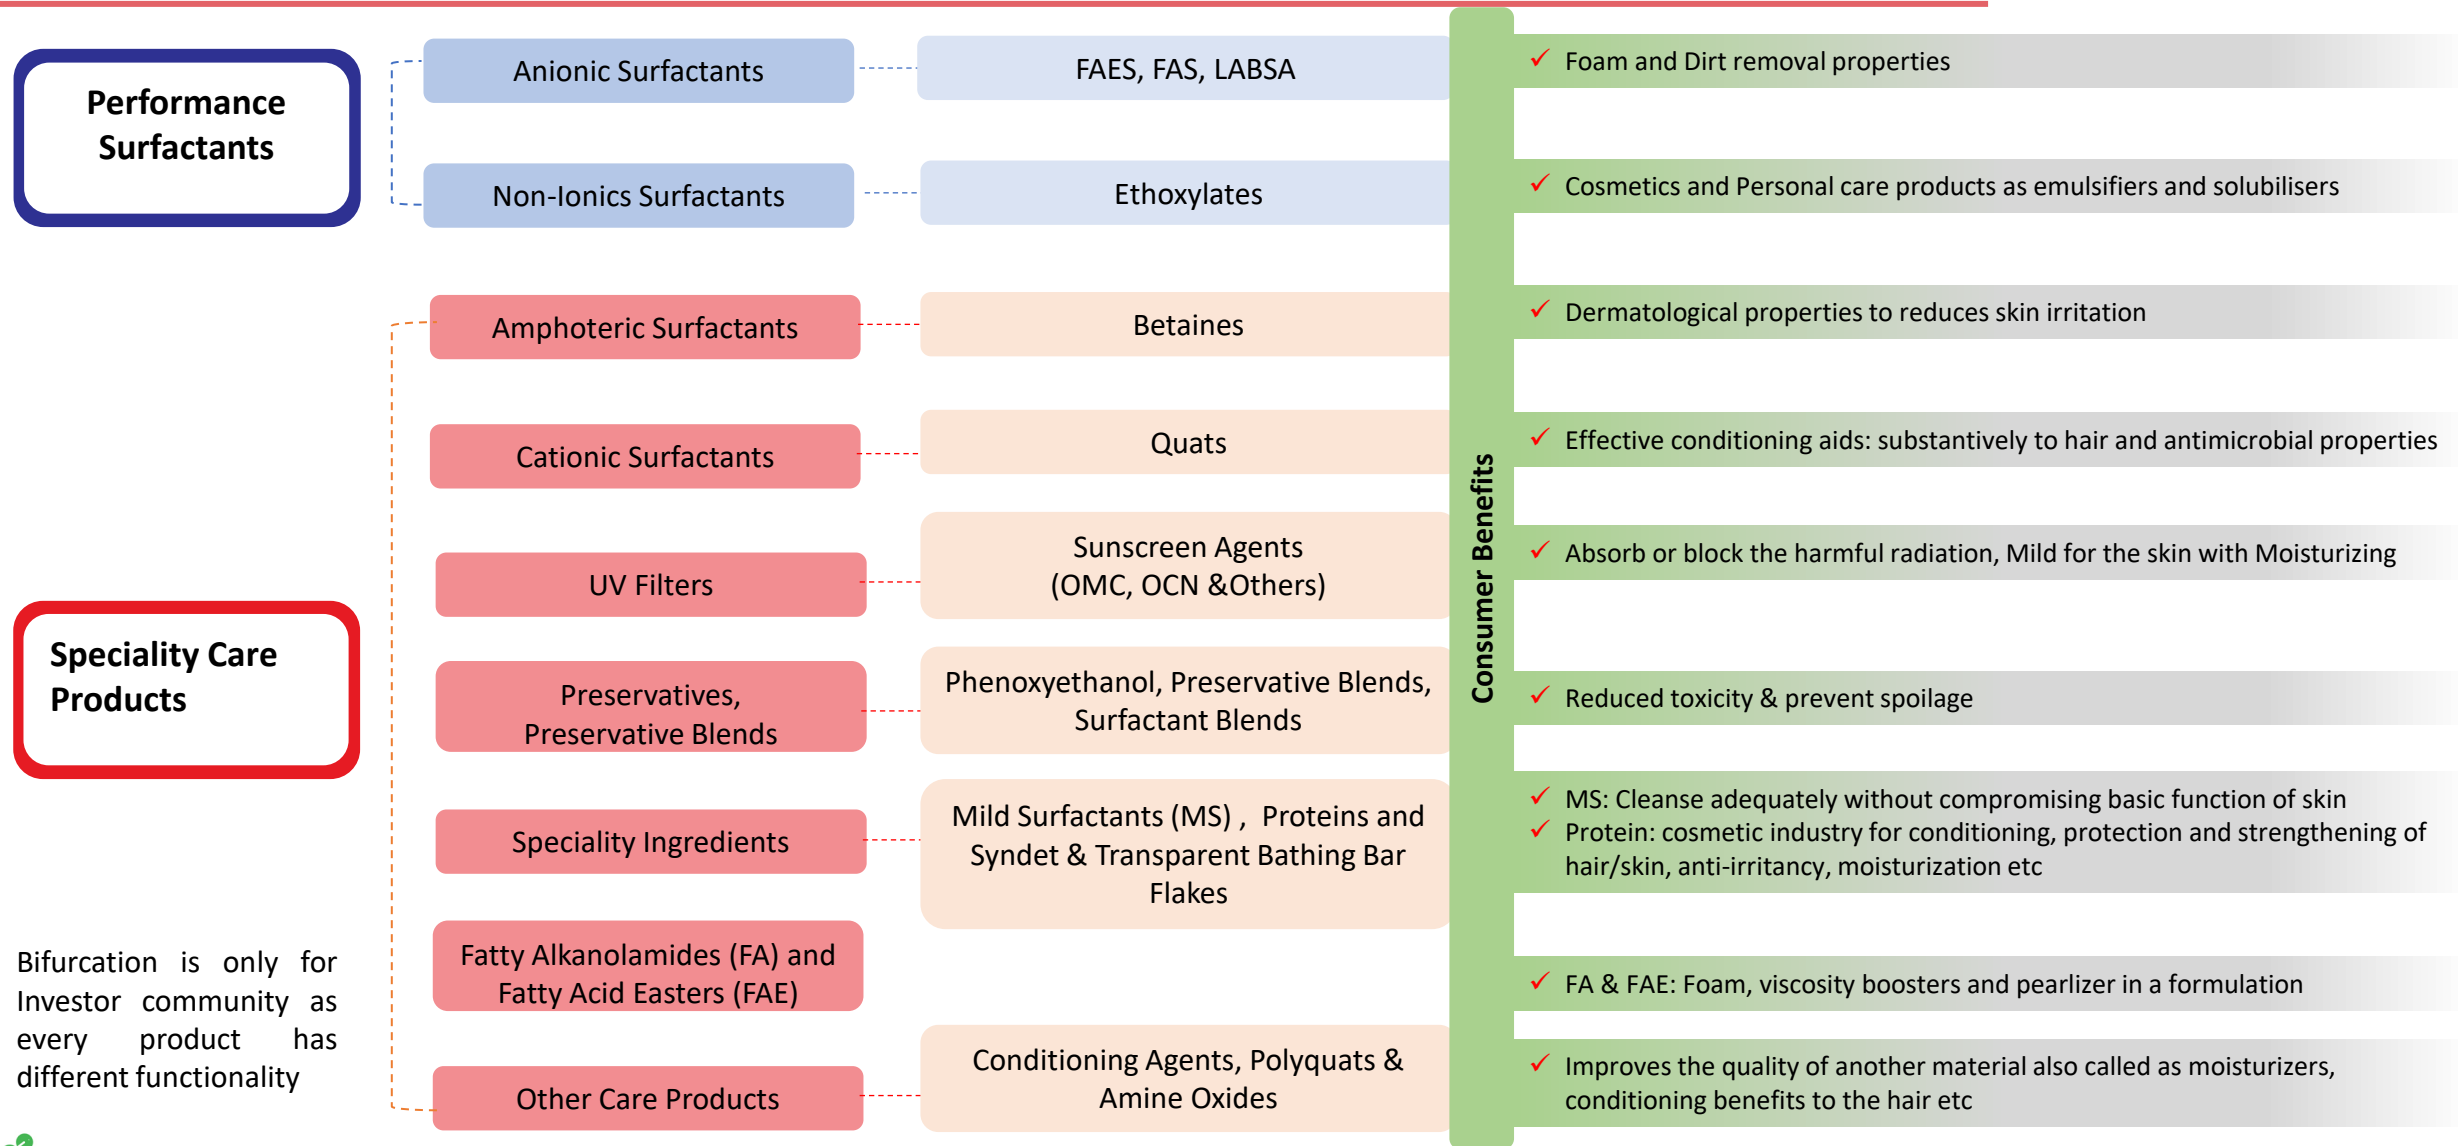 Performance
Surfactants
Anionic Surfactants
FAES, FAS, LABSA
Foam and Dirt removal properties
Non-Ionics Surfactants
Ethoxylates
Cosmetics and Personal care products as emulsifiers and solubilisers
Consumer Benefits
Speciality Care
Products
Amphoteric Surfactants
Betaines
Dermatological properties to reduces skin irritation
Cationic Surfactants
Quats
Effective conditioning aids: substantively to hair and antimicrobial properties
UV Filters
Sunscreen Agents
(OMC, OCN &Others)
Absorb or block the harmful radiation, Mild for the skin with Moisturizing
Preservatives,
Preservative Blends
Phenoxyethanol, Preservative Blends,
Surfactant Blends
Reduced toxicity & prevent spoilage
Speciality Ingredients
Mild Surfactants (MS) , Proteins and
Syndet & Transparent Bathing Bar
Flakes
MS: Cleanse adequately without compromising basic function of skin
Protein: cosmetic industry for conditioning, protection and strengthening of
hair/skin, anti-irritancy, moisturization etc
Fatty Alkanolamides (FA) and
Fatty Acid Easters (FAE)
FA & FAE: Foam, viscosity boosters and pearlizer in a formulation
Other Care Products
Conditioning Agents, Polyquats &
Amine Oxides
Improves the quality of another material also called as moisturizers,
conditioning benefits to the hair etc
Bifurcation is only for
Investor community as
every product has
different functionality